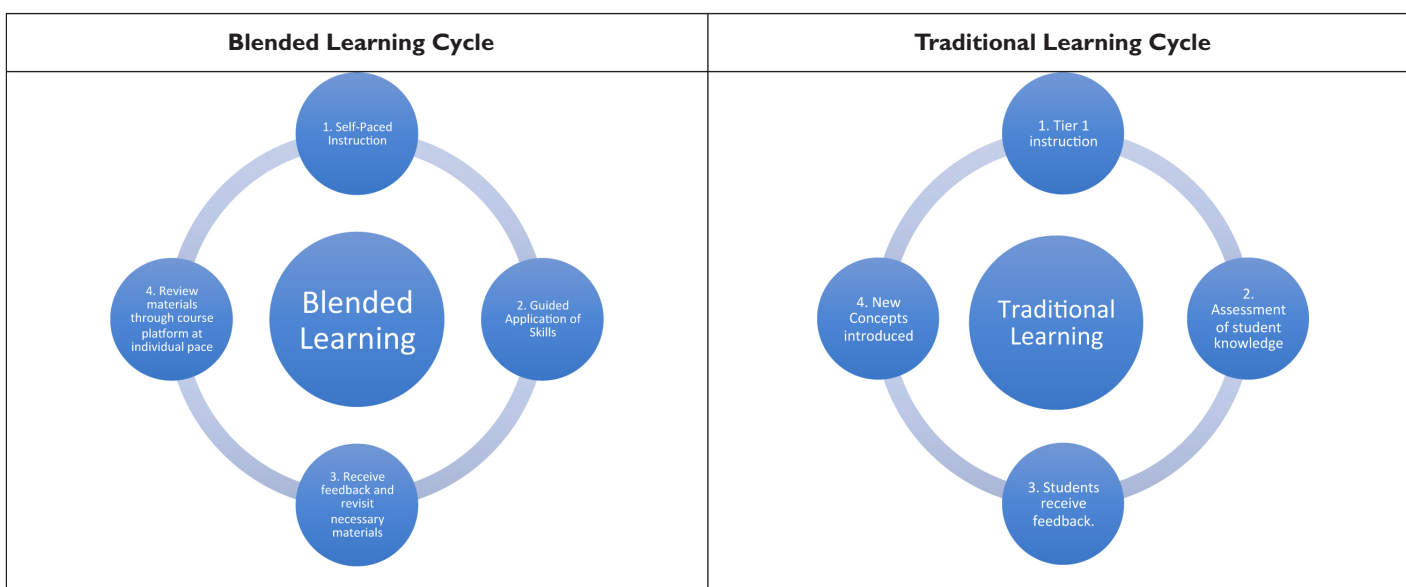 Blended Learning Cycle
Traditional Learning Cycle
1. Self-Paced
Instruction
2. Guided
Application of
Skills
3. Receive
feedback and
revisit
necessary
materials
4. Review
materials
through course
platform at
individual pace
Blended
Learning
1. Tier 1
instruction
2.
Assessment
of student
knowledge
3. Students
receive
feedback.
4. New
Concepts
introduced
Traditional
Learning